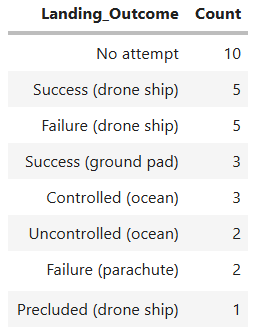 Landing_Outcome Count
No attempt 10
Success (drone ship) 5
Failure (drone ship) 5
Success (ground pad) 3
Controlled (ocean) 3
Uncontrolled (ocean) 2
Failure (parachute) 2
Precluded (drone ship) 1